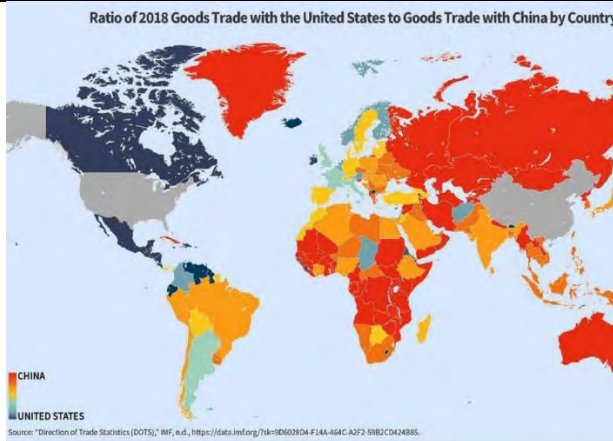 Ratio of 2018 Goods Trade with the United States to Goods Trade with China by Country
CHINA
UNITED STATES
Source: "Direction of Trade Statistics (DOTS)," IMF, n.d., https://data.imf.org/?sk=9D6028D4-F14A-464C-A2F2-59B2CD424B85.